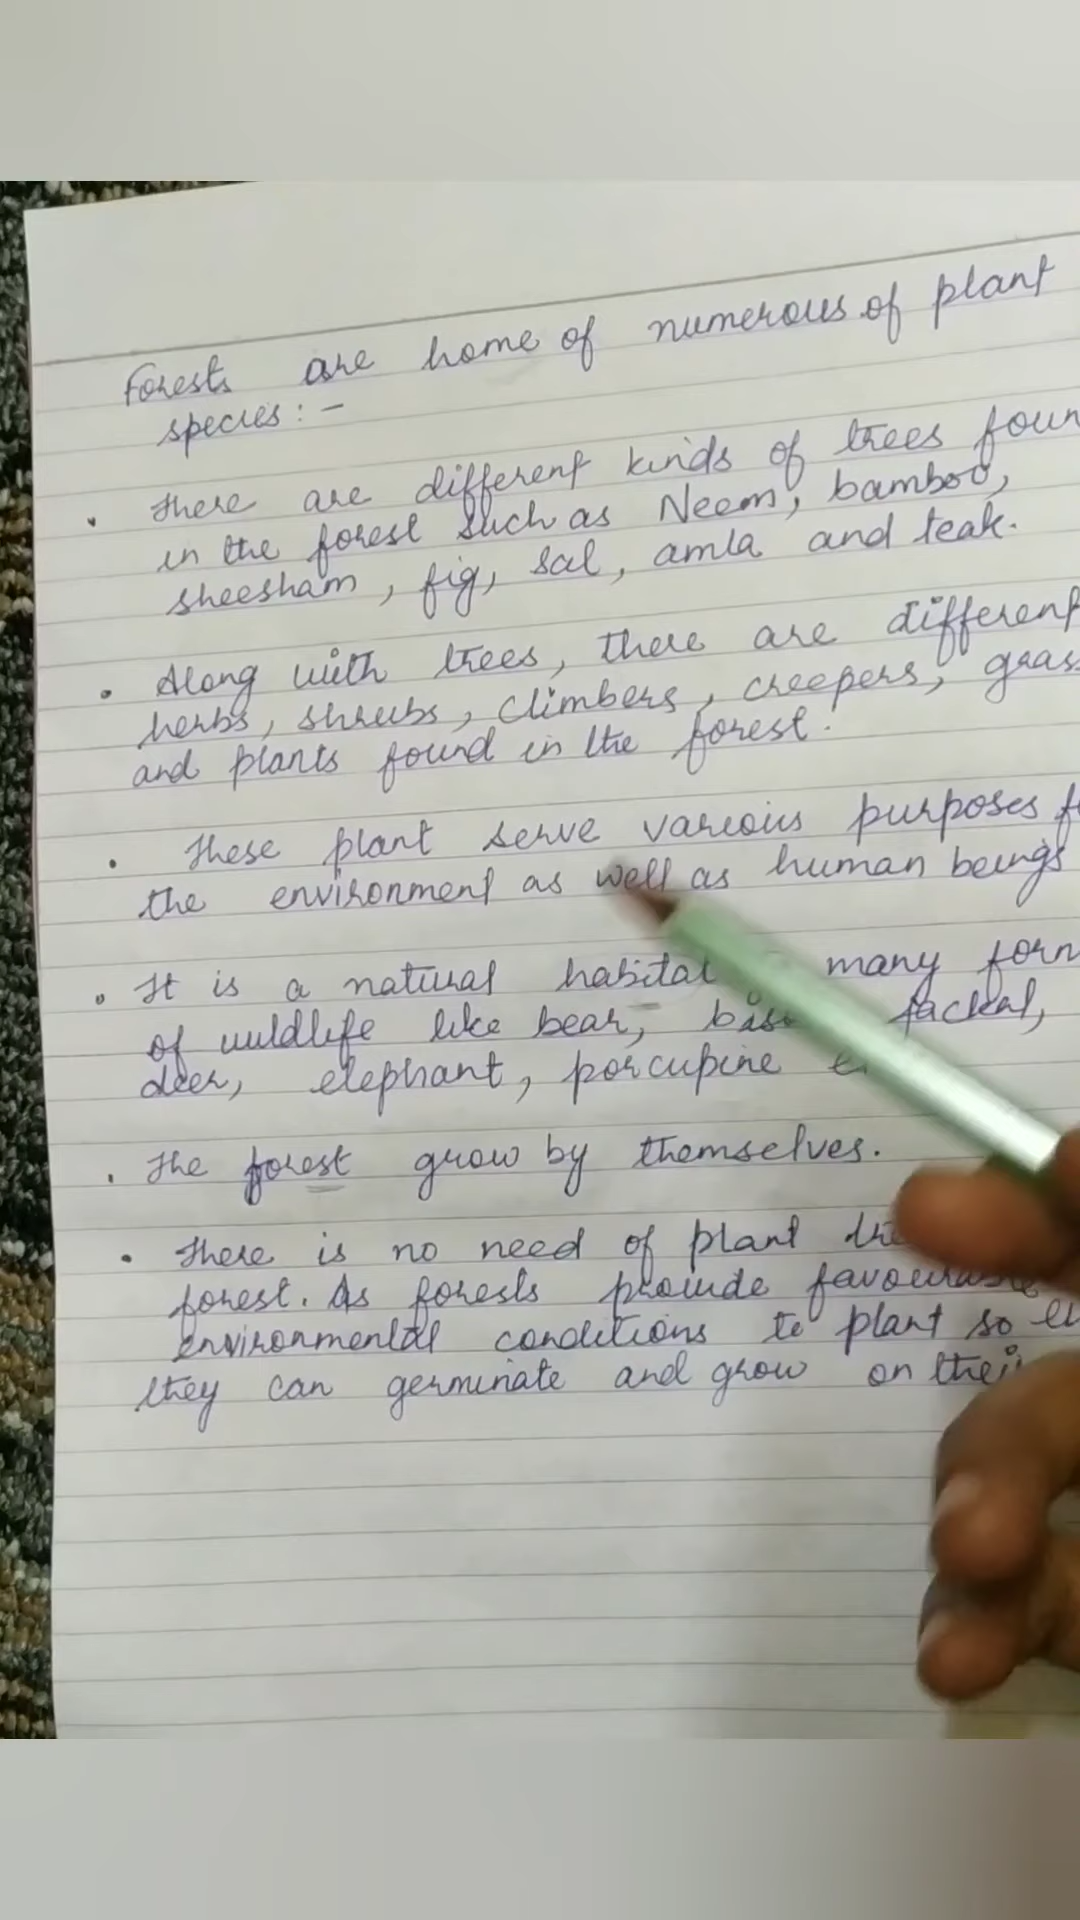 Forests are home of numerous of plant
species:-
• There are different kinds of trees
in the forest such as Neem, bamboo,
sheesham, fig, sal, amla and teak.
• Along with trees, there are different
herbs, shrubs, climbers, creepers,
and plants found in the forest.
• These plant serve various purposes
the environment as well as human beings
• It is a natural habitat many
of wildlife like bear, jackal,
deer, elephant, porcupine
• The forest grow by themselves.
• There is no need of plant
forest. As forests provide favourable
environmental conditions to plant so
they can germinate and grow on their